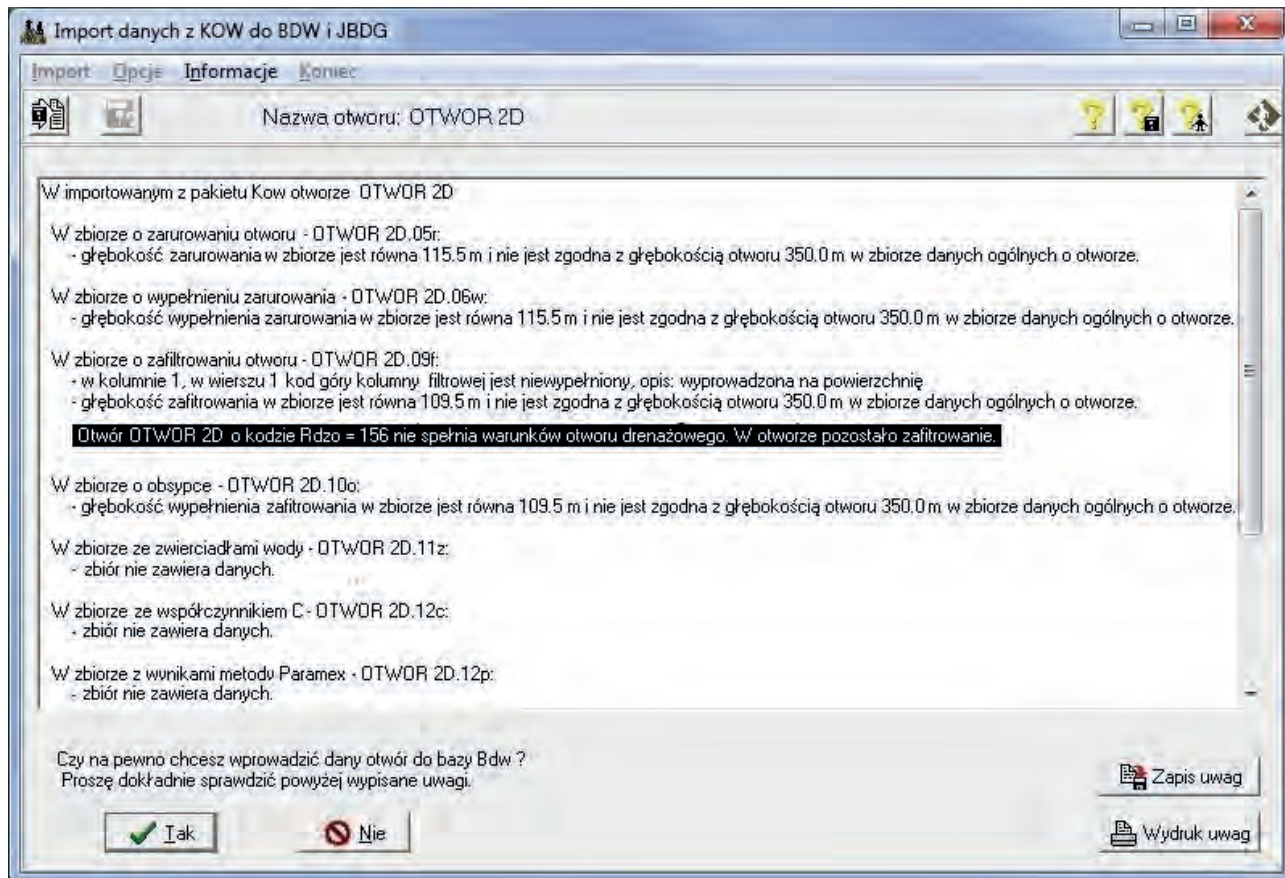 Import danych z KOW do BDW i JBDG
Import Opcje Informacje Koniec
Nazwa otworu: OTWOR 2D
W importowanym z pakietu Kow otworze OTWOR 2D
W zbiorze o zarurowaniu otworu - OTWOR 2D.05r:
- głębokość zarurowania w zbiorze jest równa 115.5 m i nie jest zgodna z głębokością otworu 350.0 m w zbiorze danych ogólnych o otworze.
W zbiorze o wypełnieniu zarurowania - OTWOR 2D.06w:
- głębokość wypełnienia zarurowania w zbiorze jest równa 115.5 m i nie jest zgodna z głębokością otworu 350.0 m w zbiorze danych ogólnych o otworze.
W zbiorze o zafiltrowaniu otworu - OTWOR 2D.09f:
- w kolumnie 1, w wierszu 1 kod góry kolumny filtrowej jest niewypełniony, opis: wyprowadzona na powierzchnię
- głębokość zafitrowania w zbiorze jest równa 109.5 m i nie jest zgodna z głębokością otworu 350.0 m w zbiorze danych ogólnych o otworze.
Otwór OTWOR 2D o kodzie Rdzo = 156 nie spełnia warunków otworu drenażowego. W otworze pozostało zafitrowanie.
W zbiorze o obsypce - OTWOR 2D.10o:
- głębokość wypełnienia zafitrowania w zbiorze jest równa 109.5 m i nie jest zgodna z głębokością otworu 350.0 m w zbiorze danych ogólnych o otworze.
W zbiorze ze zwierciadłami wody - OTWOR 2D.11z:
- zbiór nie zawiera danych.
W zbiorze ze współczynnikiem C - OTWOR 2D.12c:
- zbiór nie zawiera danych.
W zbiorze z wynikami metody Paramex - OTWOR 2D.12p:
- zbiór nie zawiera danych.
Czy na pewno chcesz wprowadzić dany otwór do bazy Bdw ?
Proszę dokładnie sprawdzić powyżej wypisane uwagi.
Zapis uwag
Tak Nie Wydruk uwag